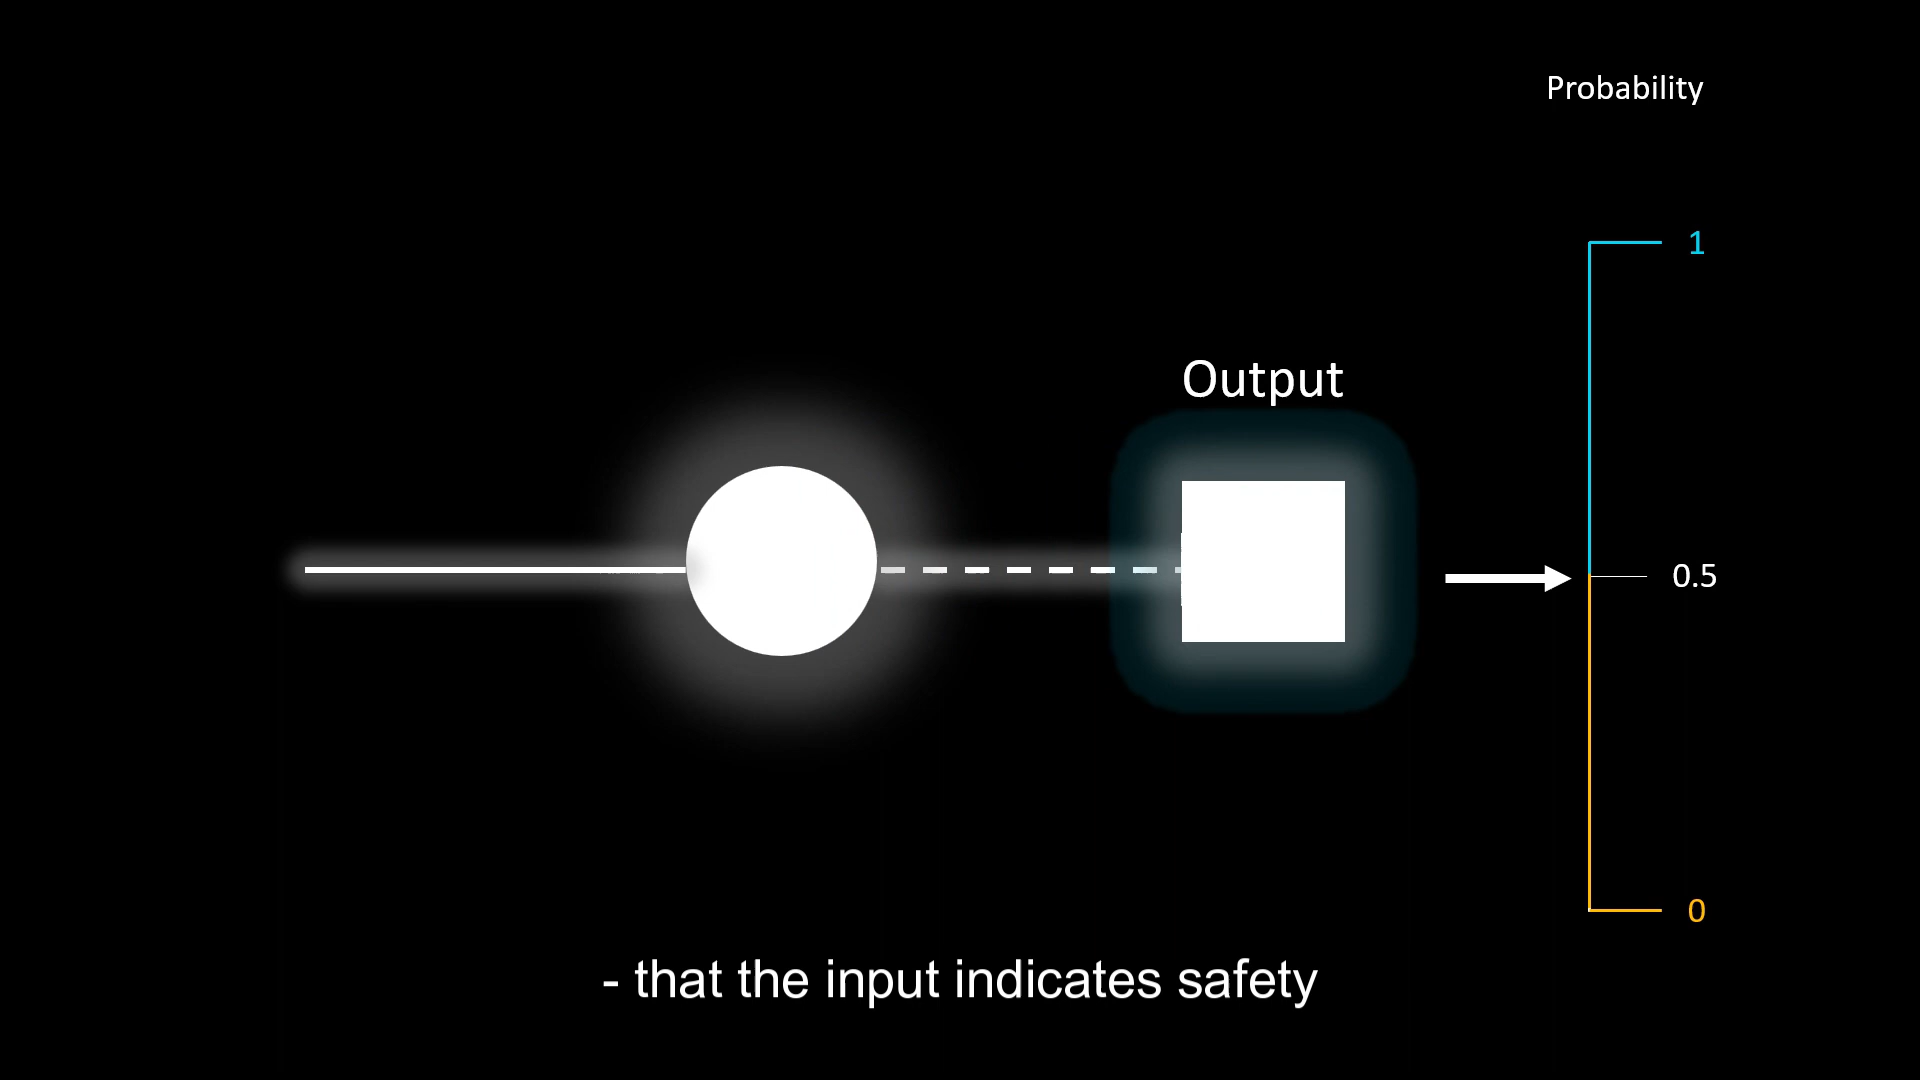 Probability
1
Output
0.5
0
- that the input indicates safety